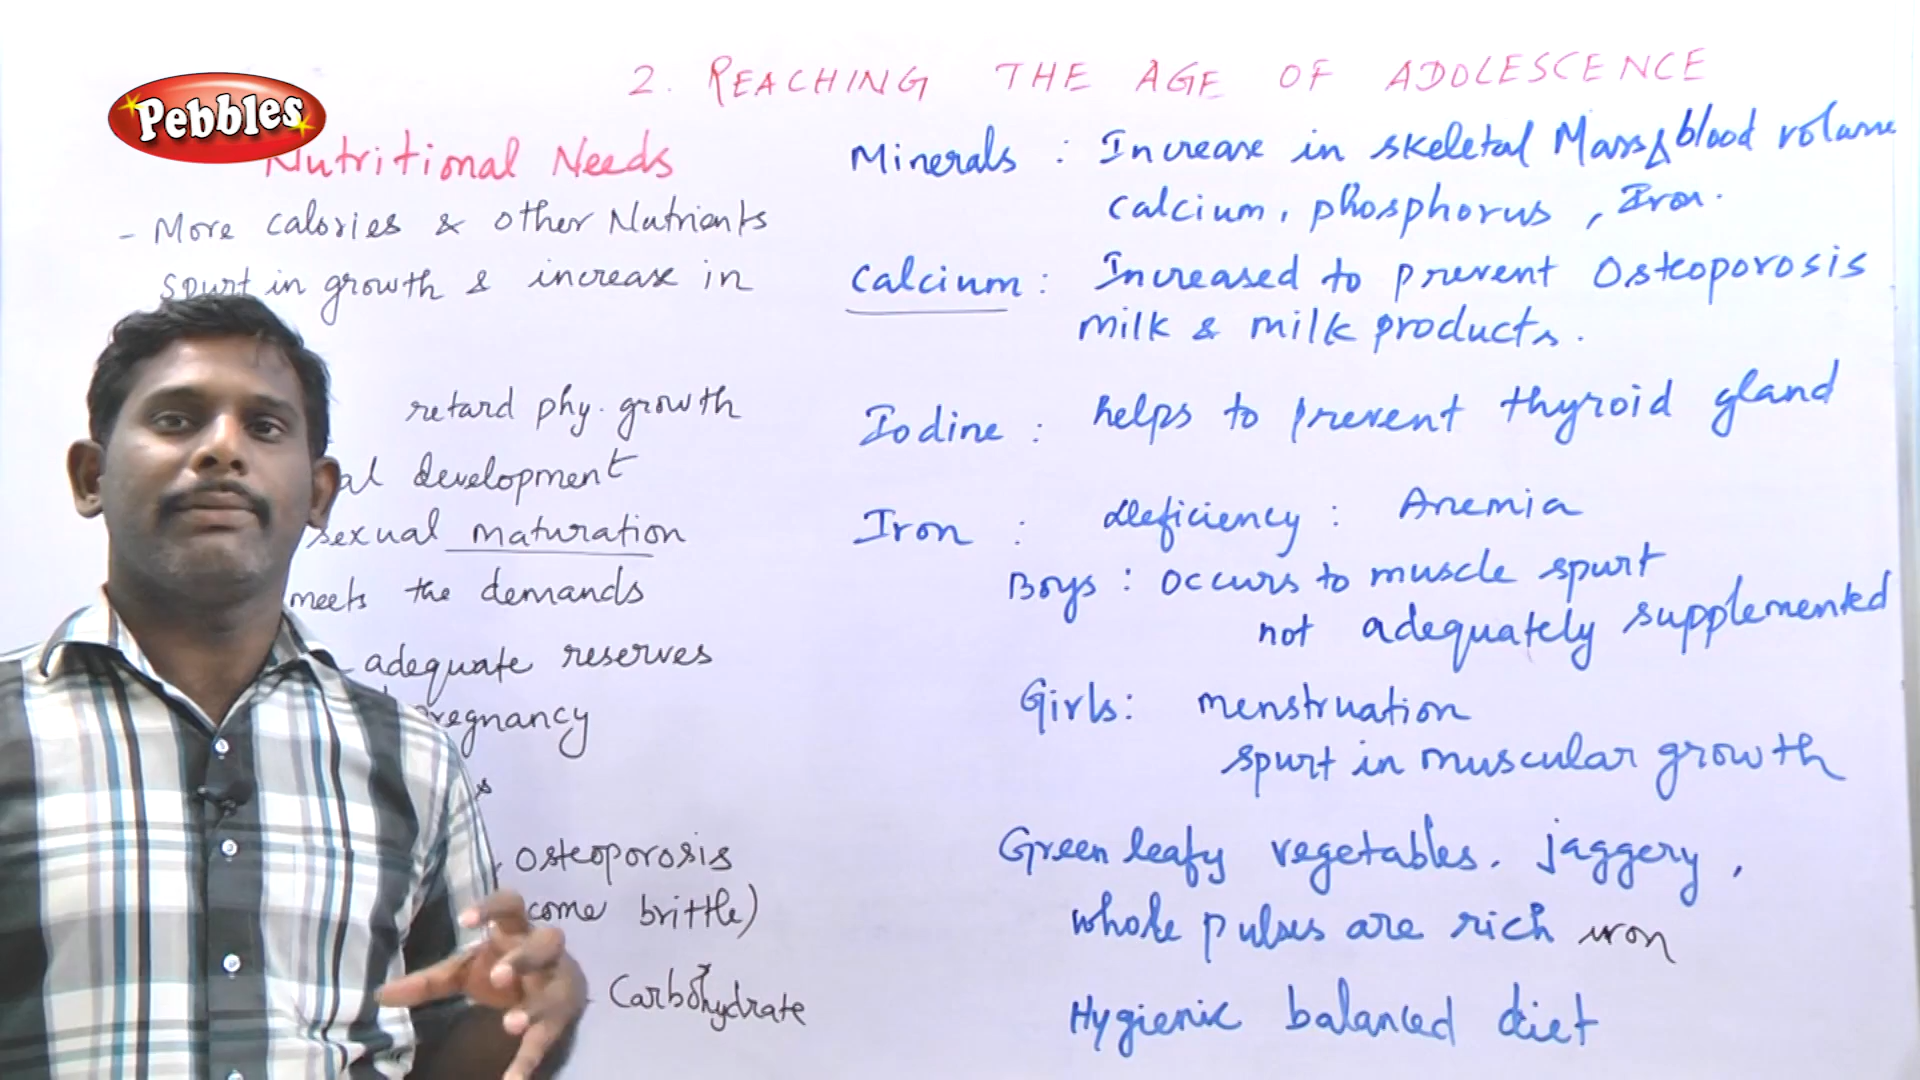 Pebbles
2. REACHING THE AGE OF ADOLESCENCE
Nutritional Needs
- More calories & other Nutrients
spurt in growth & increase in
retard phy. growth
al development
sexual maturation
meets the demands
- adequate reserves
pregnancy
s
osteoporosis
come brittle)
Carbohydrate
Minerals : Increase in skeletal Mass & blood volume
calcium, phosphorus, Iron.
Calcium : Increased to prevent Osteoporosis
milk & milk products.
Iodine : helps to prevent thyroid gland
Iron : deficiency : Anemia
Boys : occurs to muscle spurt
not adequately supplemented
Girls : menstruation
spurt in muscular growth
Green leafy vegetables. jaggery,
whole pulses are rich iron
Hygienic balanced diet